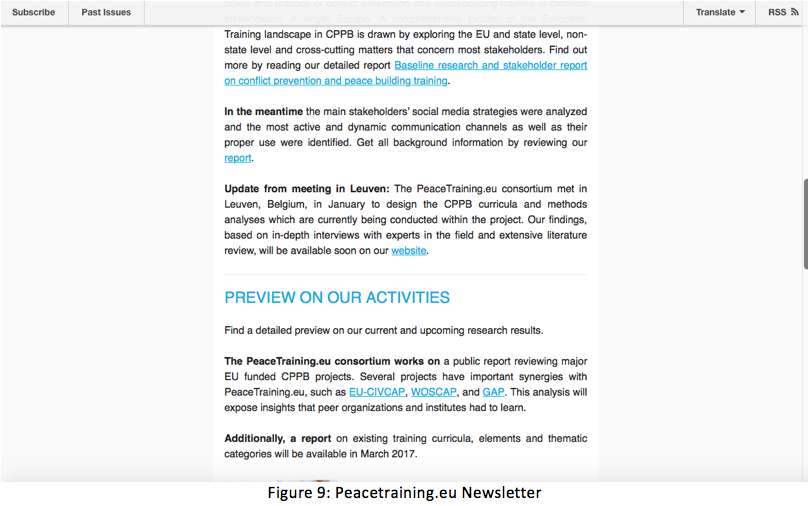 Subscribe Past Issues Translate RSS
Training landscape in CPPB is drawn by exploring the EU and state level, non-
state level and cross-cutting matters that concern most stakeholders. Find out
more by reading our detailed report Baseline research and stakeholder report
on conflict prevention and peace building training.
In the meantime the main stakeholders' social media strategies were analyzed
and the most active and dynamic communication channels as well as their
proper use were identified. Get all background information by reviewing our
report.
Update from meeting in Leuven: The PeaceTraining.eu consortium met in
Leuven, Belgium, in January to design the CPPB curricula and methods
analyses which are currently being conducted within the project. Our findings,
based on in-depth interviews with experts in the field and extensive literature
review, will be available soon on our website.
PREVIEW ON OUR ACTIVITIES
Find a detailed preview on our current and upcoming research results.
The PeaceTraining.eu consortium works on a public report reviewing major
EU funded CPPB projects. Several projects have important synergies with
PeaceTraining.eu, such as EU-CIVCAP, WOSCAP, and GAP. This analysis will
expose insights that peer organizations and institutes had to learn.
Additionally, a report on existing training curricula, elements and thematic
categories will be available in March 2017.
Figure 9: Peacetraining.eu Newsletter